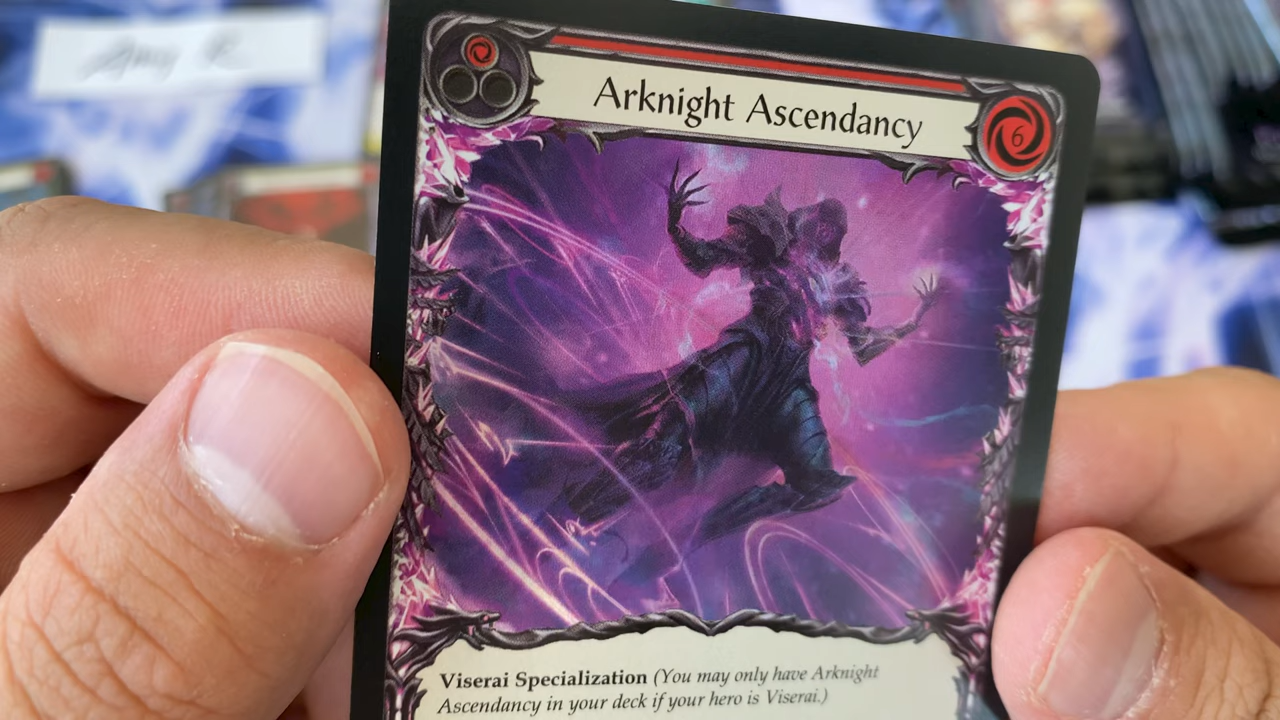 Arknight Ascendancy
6
Viserai Specialization (You may only have Arknight
Ascendancy in your deck if your hero is Viserai.)